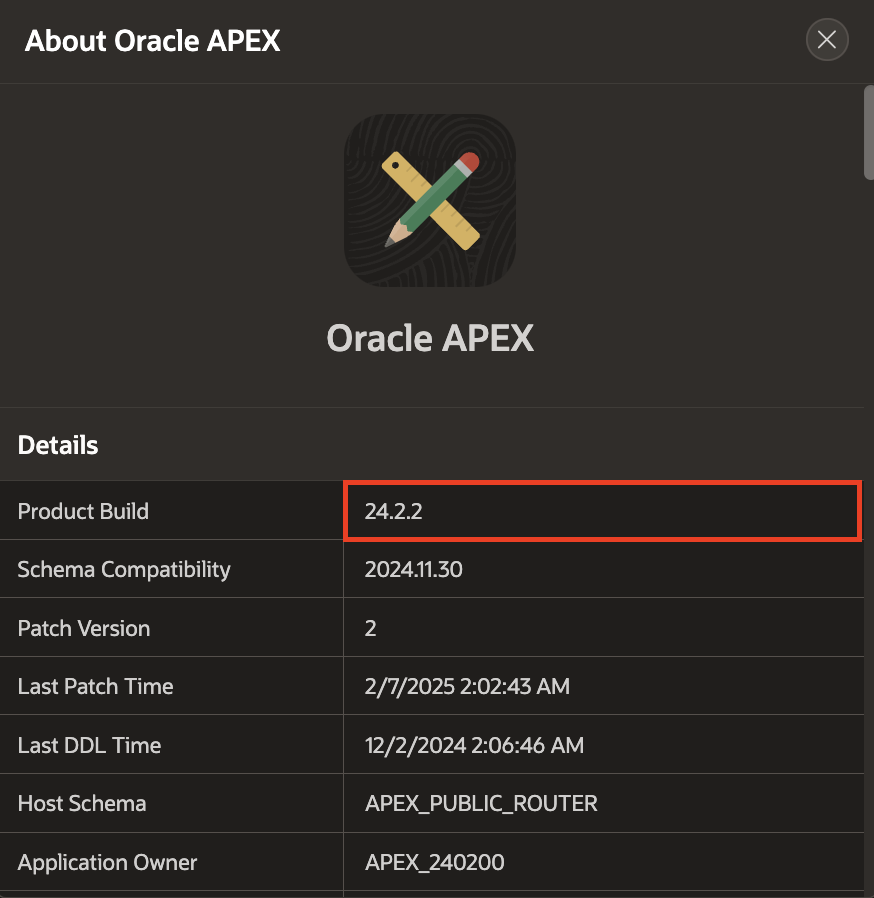 About Oracle APEX
Oracle APEX
Details
Product Build 24.2.2
Schema Compatibility 2024.11.30
Patch Version 2
Last Patch Time 2/7/2025 2:02:43 AM
Last DDL Time 12/2/2024 2:06:46 AM
Host Schema APEX_PUBLIC_ROUTER
Application Owner APEX_240200